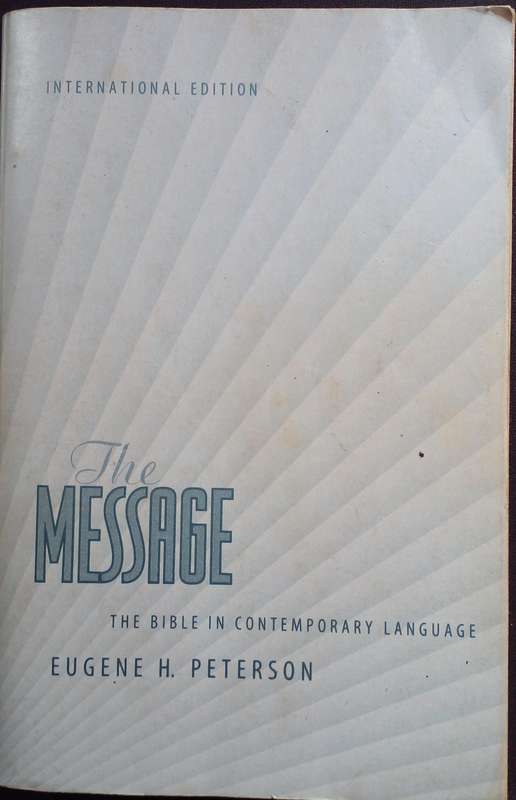 INTERNATIONAL EDITION
The
MESSAGE
THE BIBLE IN CONTEMPORARY LANGUAGE
EUGENE H. PETERSON